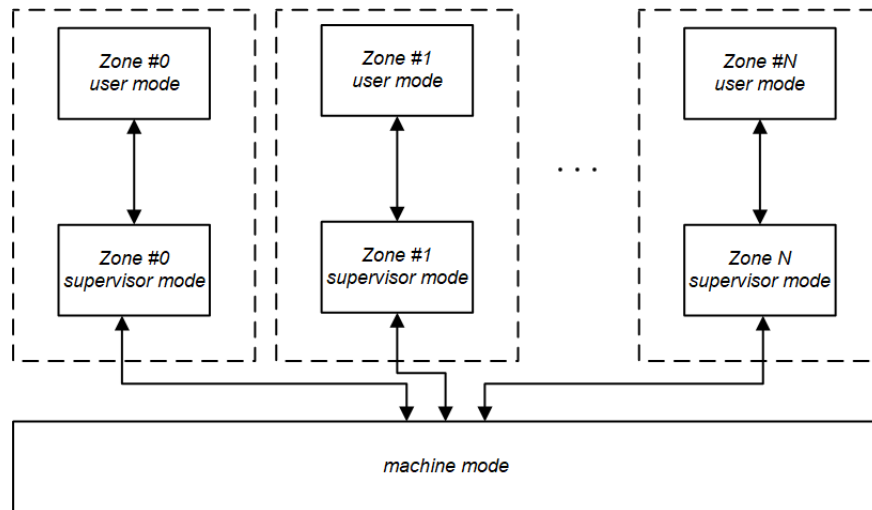 Zone #0
user mode
Zone #1
user mode
Zone #N
user mode
. . .
Zone #0
supervisor mode
Zone #1
supervisor mode
Zone N
supervisor mode
machine mode